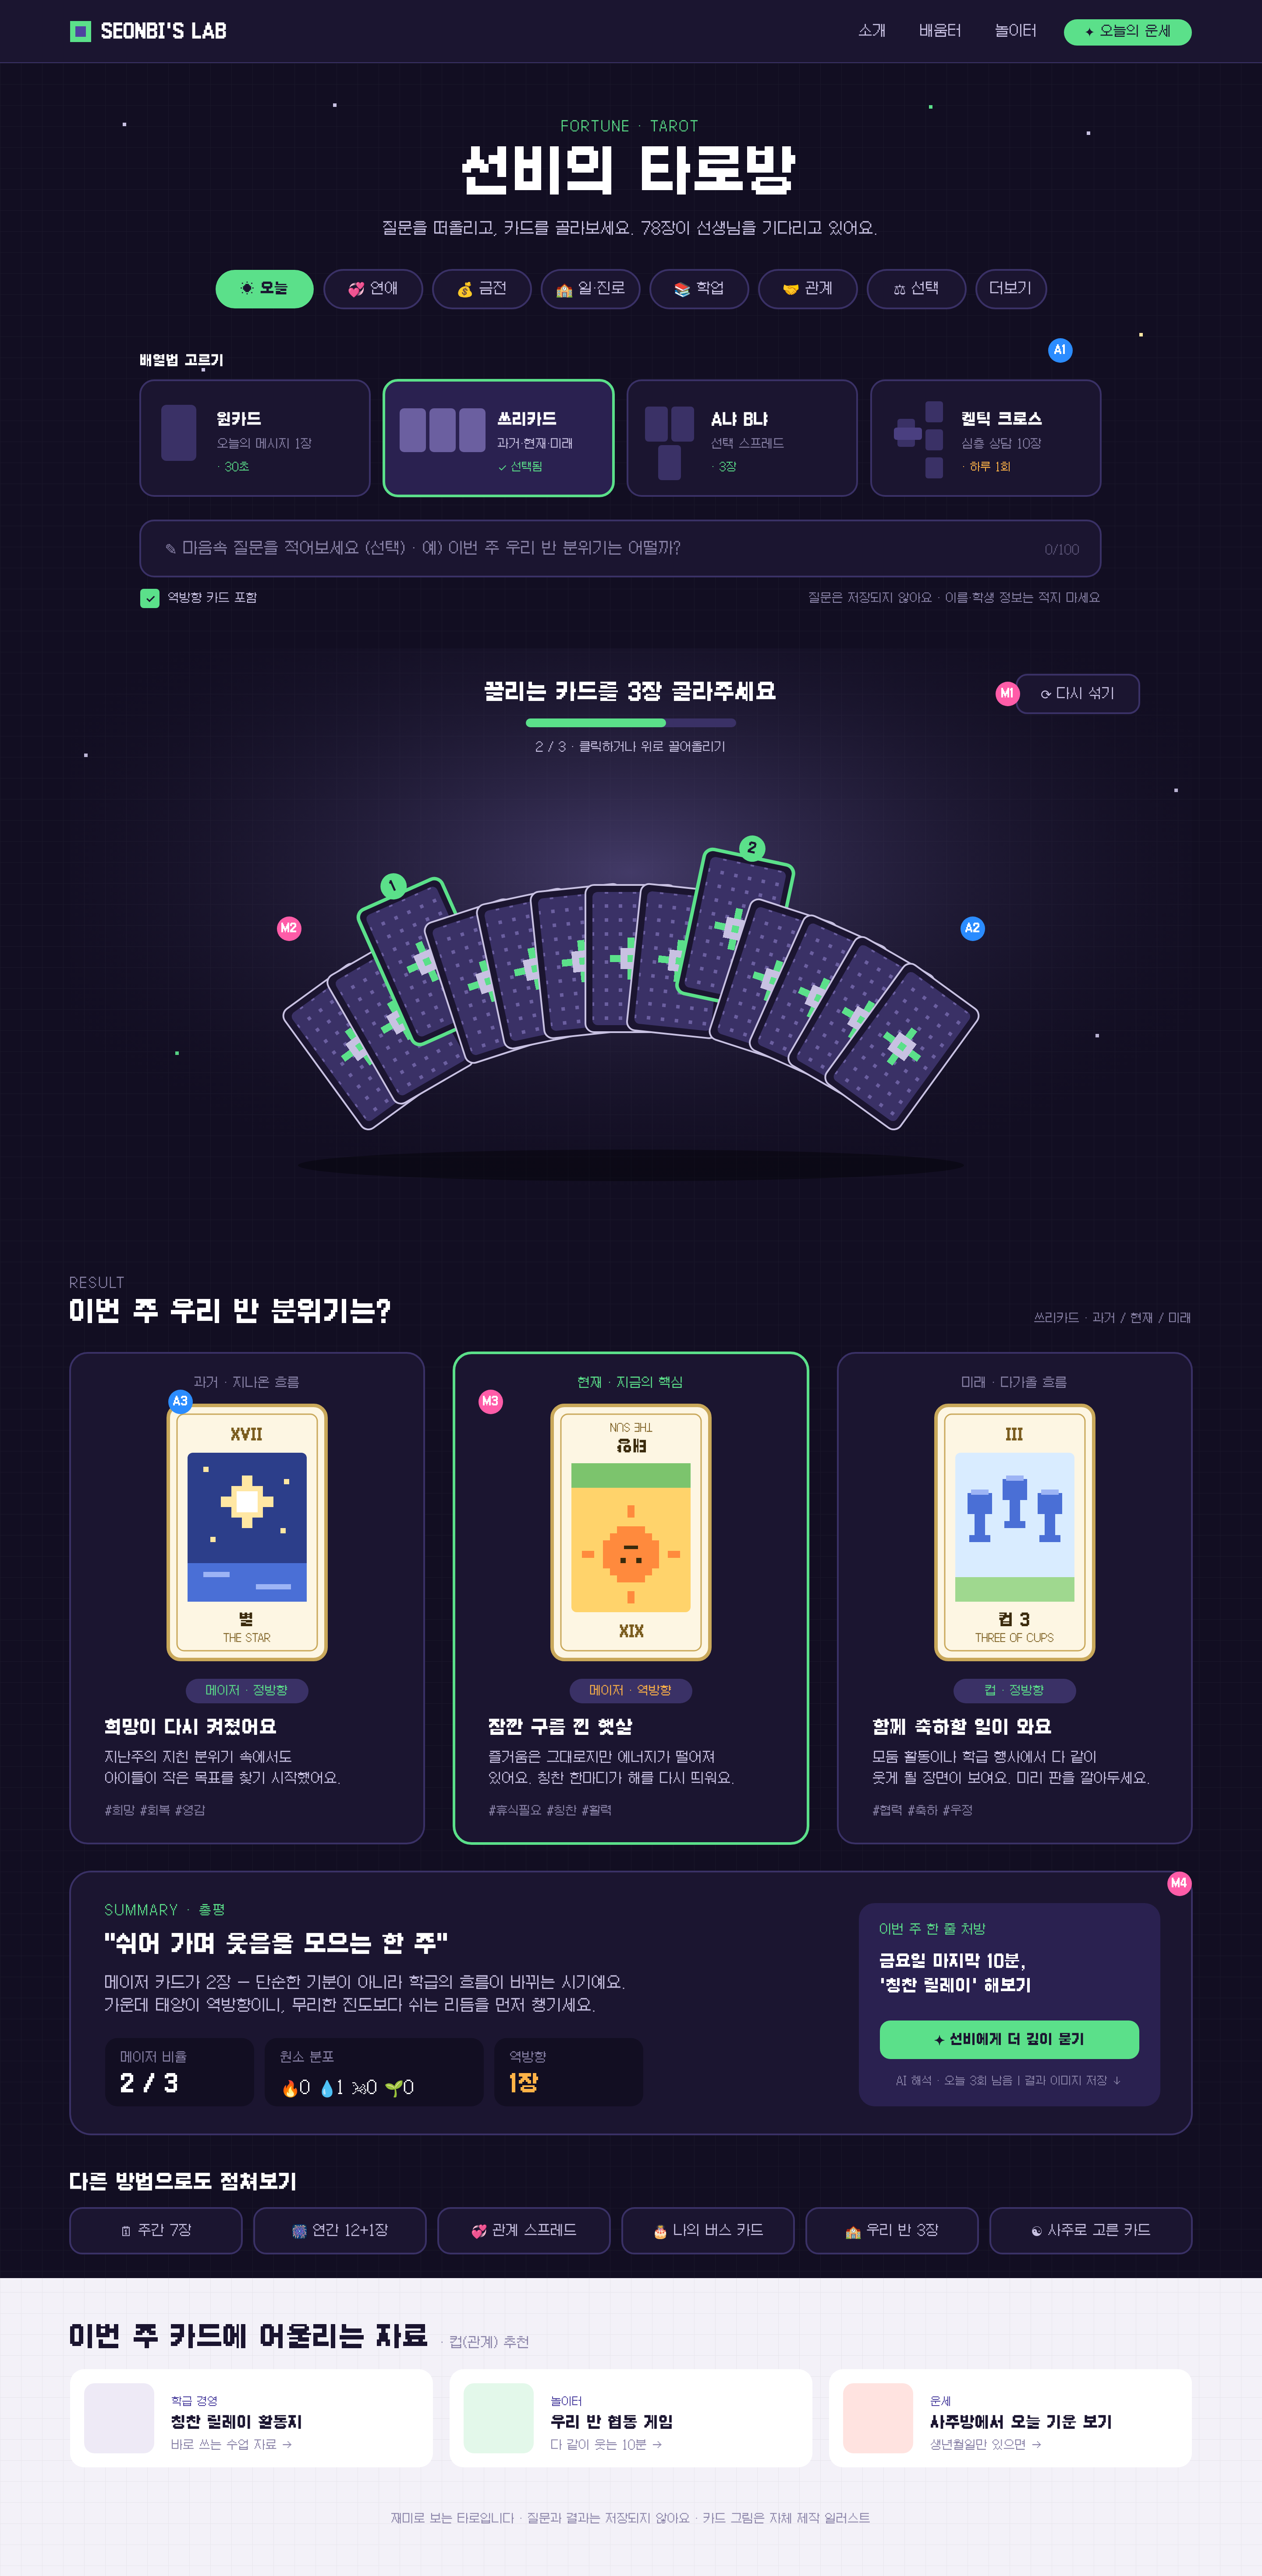 SEONBI'S LAB
소개 배움터 놀이터 ✦ 오늘의 운세
FORTUNE · TAROT
선비의 타로방
질문을 떠올리고, 카드를 골라보세요. 78장이 선생님을 기다리고 있어요.
☀ 오늘 💞 연애 💰 금전 🏫 일·진로 📚 학업 🤝 관계 ⚖ 선택 더보기
배열법 고르기
A1
원카드
오늘의 메시지 1장
· 30초
쓰리카드
과거·현재·미래
✓ 선택됨
A냐 B냐
선택 스프레드
· 3장
켈틱 크로스
심층 상담 10장
· 하루 1회
✎ 마음속 질문을 적어보세요 (선택) · 예) 이번 주 우리 반 분위기는 어떨까?
0/100
✓ 역방향 카드 포함
질문은 저장되지 않아요 · 이름·학생 정보는 적지 마세요
끌리는 카드를 3장 골라주세요
M1
⟳ 다시 섞기
2 / 3 · 클릭하거나 위로 끌어올리기
1
2
M2
A2
RESULT
이번 주 우리 반 분위기는?
쓰리카드 · 과거 / 현재 / 미래
과거 · 지나온 흐름
A3
XVII
별
THE STAR
메이저 · 정방향
희망이 다시 켜졌어요
지난주의 지친 분위기 속에서도
아이들이 작은 목표를 찾기 시작했어요.
#희망 #회복 #영감
현재 · 지금의 핵심
M3
THE SUN
태양
XIX
메이저 · 역방향
잠깐 구름 낀 햇살
즐거움은 그대로지만 에너지가 떨어져
있어요. 칭찬 한마디가 해를 다시 띄워요.
#휴식필요 #칭찬 #활력
미래 · 다가올 흐름
III
컵 3
THREE OF CUPS
컵 · 정방향
함께 축하할 일이 와요
모둠 활동이나 학급 행사에서 다 같이
웃게 될 장면이 보여요. 미리 판을 깔아두세요.
#협력 #축하 #우정
M4
SUMMARY · 총평
"쉬어 가며 웃음을 모으는 한 주"
메이저 카드가 2장 — 단순한 기분이 아니라 학급의 흐름이 바뀌는 시기예요.
가운데 태양이 역방향이니, 무리한 진도보다 쉬는 리듬을 먼저 챙기세요.
메이저 비율
2 / 3
원소 분포
🔥0 💧1 🌬0 🌱0
역방향
1장
이번 주 한 줄 처방
금요일 마지막 10분,
'칭찬 릴레이' 해보기
✦ 선비에게 더 깊이 묻기
AI 해석 · 오늘 3회 남음 | 결과 이미지 저장 ↓
다른 방법으로도 점쳐보기
🗓 주간 7장 🎆 연간 12+1장 💞 관계 스프레드 🎂 나의 버스 카드 🏫 우리 반 3장 ☯ 사주로 고른 카드
이번 주 카드에 어울리는 자료 · 컵(관계) 추천
학급 경영
칭찬 릴레이 활동지
바로 쓰는 수업 자료 →
놀이터
우리 반 협동 게임
다 같이 웃는 10분 →
운세
사주방에서 오늘 기운 보기
생년월일만 있으면 →
재미로 보는 타로입니다 · 질문과 결과는 저장되지 않아요 · 카드 그림은 자체 제작 일러스트